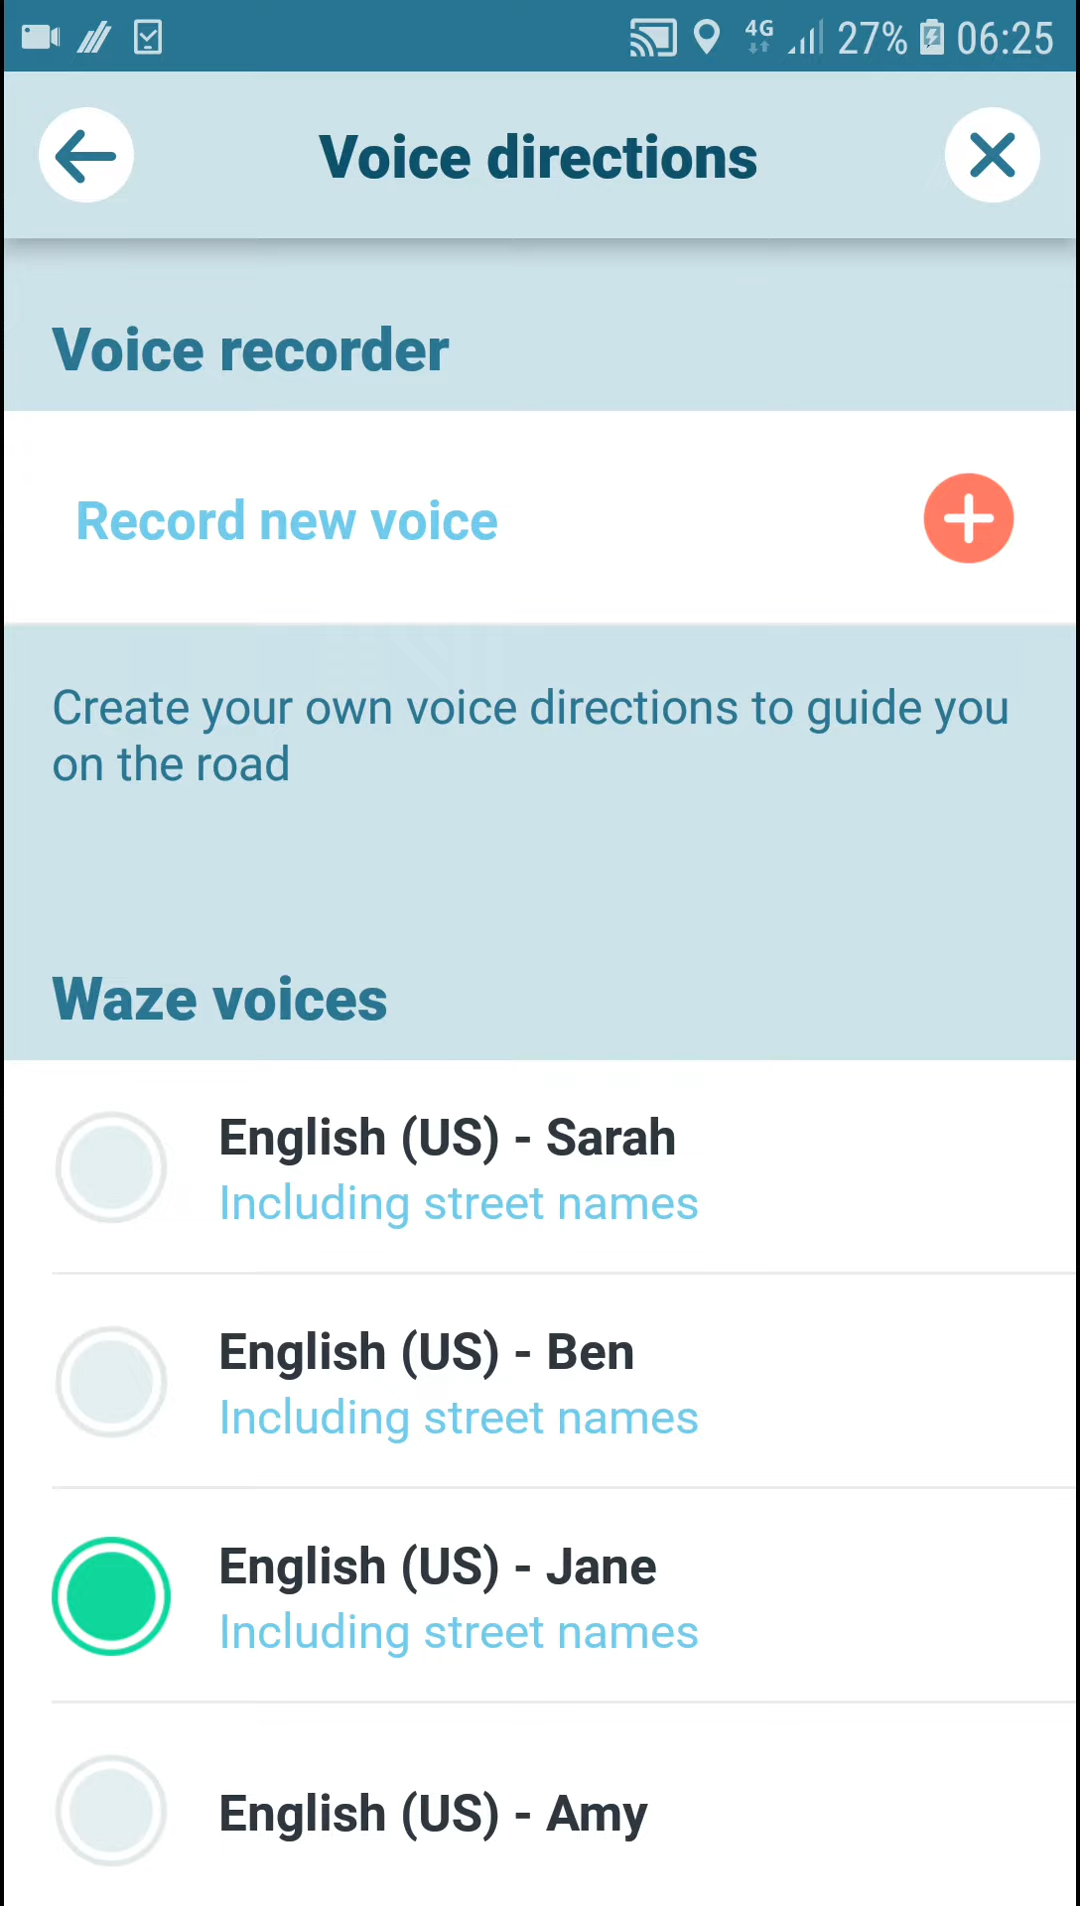 4G 27% 06:25
Voice directions
Voice recorder
Record new voice
Create your own voice directions to guide you
on the road
Waze voices
English (US) - Sarah
Including street names
English (US) - Ben
Including street names
English (US) - Jane
Including street names
English (US) - Amy